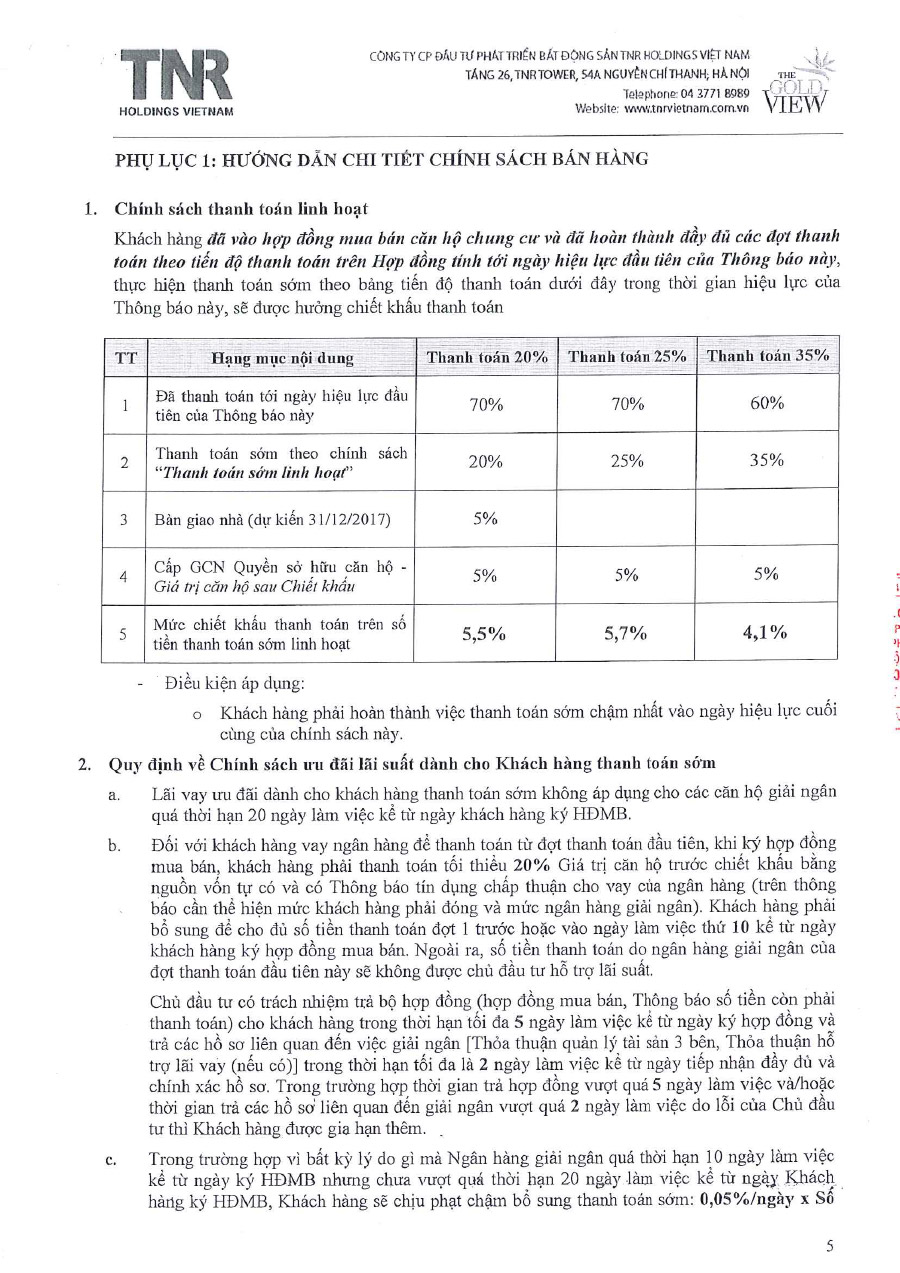 TNR
HOLDINGS VIETNAM
CÔNG TY CP ĐẦU TƯ PHÁT TRIỂN BẤT ĐỘNG SẢN TNR HOLDINGS VIỆT NAM
TẦNG 26, TNR TOWER, 54A NGUYỄN CHÍ THANH, HÀ NỘI
Telephone: 04 3771 8989
Website: www.tnrvietnam.com.vn
THE
GOLD
VIEW
PHỤ LỤC 1: HƯỚNG DẪN CHI TIẾT CHÍNH SÁCH BÁN HÀNG
1. Chính sách thanh toán linh hoạt
Khách hàng đã vào hợp đồng mua bán căn hộ chung cư và đã hoàn thành đầy đủ các đợt thanh
toán theo tiến độ thanh toán trên Hợp đồng tính tới ngày hiệu lực đầu tiên của Thông báo này,
thực hiện thanh toán sớm theo bảng tiến độ thanh toán dưới đây trong thời gian hiệu lực của
Thông báo này, sẽ được hưởng chiết khấu thanh toán
TT Hạng mục nội dung Thanh toán 20% Thanh toán 25% Thanh toán 35%
1 Đã thanh toán tới ngày hiệu lực đầu
tiên của Thông báo này 70% 70% 60%
2 Thanh toán sớm theo chính sách
“Thanh toán sớm linh hoạt” 20% 25% 35%
3 Bàn giao nhà (dự kiến 31/12/2017) 5%
4 Cấp GCN Quyền sở hữu căn hộ -
Giá trị căn hộ sau Chiết khấu 5% 5% 5%
5 Mức chiết khấu thanh toán trên số
tiền thanh toán sớm linh hoạt 5,5% 5,7% 4,1%
- Điều kiện áp dụng:
o Khách hàng phải hoàn thành việc thanh toán sớm chậm nhất vào ngày hiệu lực cuối
cùng của chính sách này.
2. Quy định về Chính sách ưu đãi lãi suất dành cho Khách hàng thanh toán sớm
a. Lãi vay ưu đãi dành cho khách hàng thanh toán sớm không áp dụng cho các căn hộ giải ngân
quá thời hạn 20 ngày làm việc kể từ ngày khách hàng ký HĐMB.
b. Đối với khách hàng vay ngân hàng để thanh toán từ đợt thanh toán đầu tiên, khi ký hợp đồng
mua bán, khách hàng phải thanh toán tối thiểu 20% Giá trị căn hộ trước chiết khấu bằng
nguồn vốn tự có và có Thông báo tín dụng chấp thuận cho vay của ngân hàng (trên thông
báo cần thể hiện mức khách hàng phải đóng và mức ngân hàng giải ngân). Khách hàng phải
bổ sung để cho đủ số tiền thanh toán đợt 1 trước hoặc vào ngày làm việc thứ 10 kể từ ngày
khách hàng ký hợp đồng mua bán. Ngoài ra, số tiền thanh toán do ngân hàng giải ngân của
đợt thanh toán đầu tiên này sẽ không được chủ đầu tư hỗ trợ lãi suất.
Chủ đầu tư có trách nhiệm trả bộ hợp đồng (hợp đồng mua bán, Thông báo số tiền còn phải
thanh toán) cho khách hàng trong thời hạn tối đa 5 ngày làm việc kể từ ngày ký hợp đồng và
trả các hồ sơ liên quan đến việc giải ngân [Thỏa thuận quản lý tài sản 3 bên, Thỏa thuận hỗ
trợ lãi vay (nếu có)] trong thời hạn tối đa là 2 ngày làm việc kể từ ngày tiếp nhận đầy đủ và
chính xác hồ sơ. Trong trường hợp thời gian trả hợp đồng vượt quá 5 ngày làm việc và/hoặc
thời gian trả các hồ sơ liên quan đến giải ngân vượt quá 2 ngày làm việc do lỗi của Chủ đầu
tư thì Khách hàng được gia hạn thêm.
c. Trong trường hợp vì bất kỳ lý do gì mà Ngân hàng giải ngân quá thời hạn 10 ngày làm việc
kể từ ngày ký HĐMB nhưng chưa vượt quá thời hạn 20 ngày làm việc kể từ ngày Khách
hàng ký HĐMB, Khách hàng sẽ chịu phạt chậm bổ sung thanh toán sớm: 0,05%/ngày x Số
5